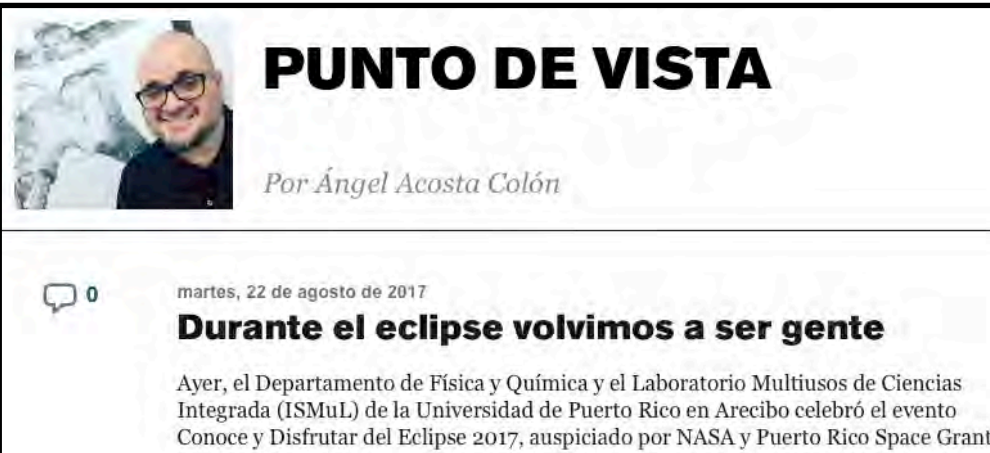 PUNTO DE VISTA
Por Ángel Acosta Colón
0
martes, 22 de agosto de 2017
Durante el eclipse volvimos a ser gente
Ayer, el Departamento de Física y Química y el Laboratorio Multiusos de Ciencias
Integrada (ISMuL) de la Universidad de Puerto Rico en Arecibo celebró el evento
Conoce y Disfrutar del Eclipse 2017, auspiciado por NASA y Puerto Rico Space Grant